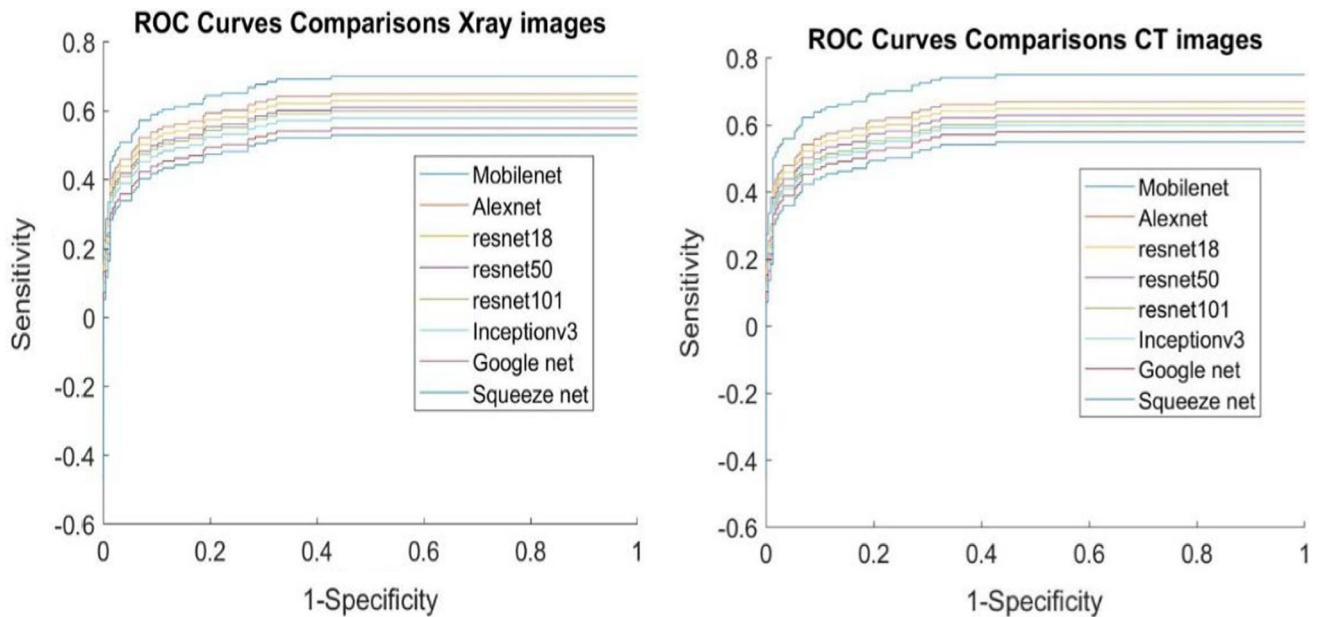 ROC Curves Comparisons Xray images
0.8
0.6
0.4
0.2
0
-0.2
-0.4
-0.6
Sensitivity
Mobilenet
Alexnet
resnet18
resnet50
resnet101
Inceptionv3
Google net
Squeeze net
0
0.2
0.4
0.6
0.8
1
1-Specificity
ROC Curves Comparisons CT images
0.8
0.6
0.4
0.2
0
-0.2
-0.4
-0.6
Sensitivity
Mobilenet
Alexnet
resnet18
resnet50
resnet101
Inceptionv3
Google net
Squeeze net
0
0.2
0.4
0.6
0.8
1
1-Specificity